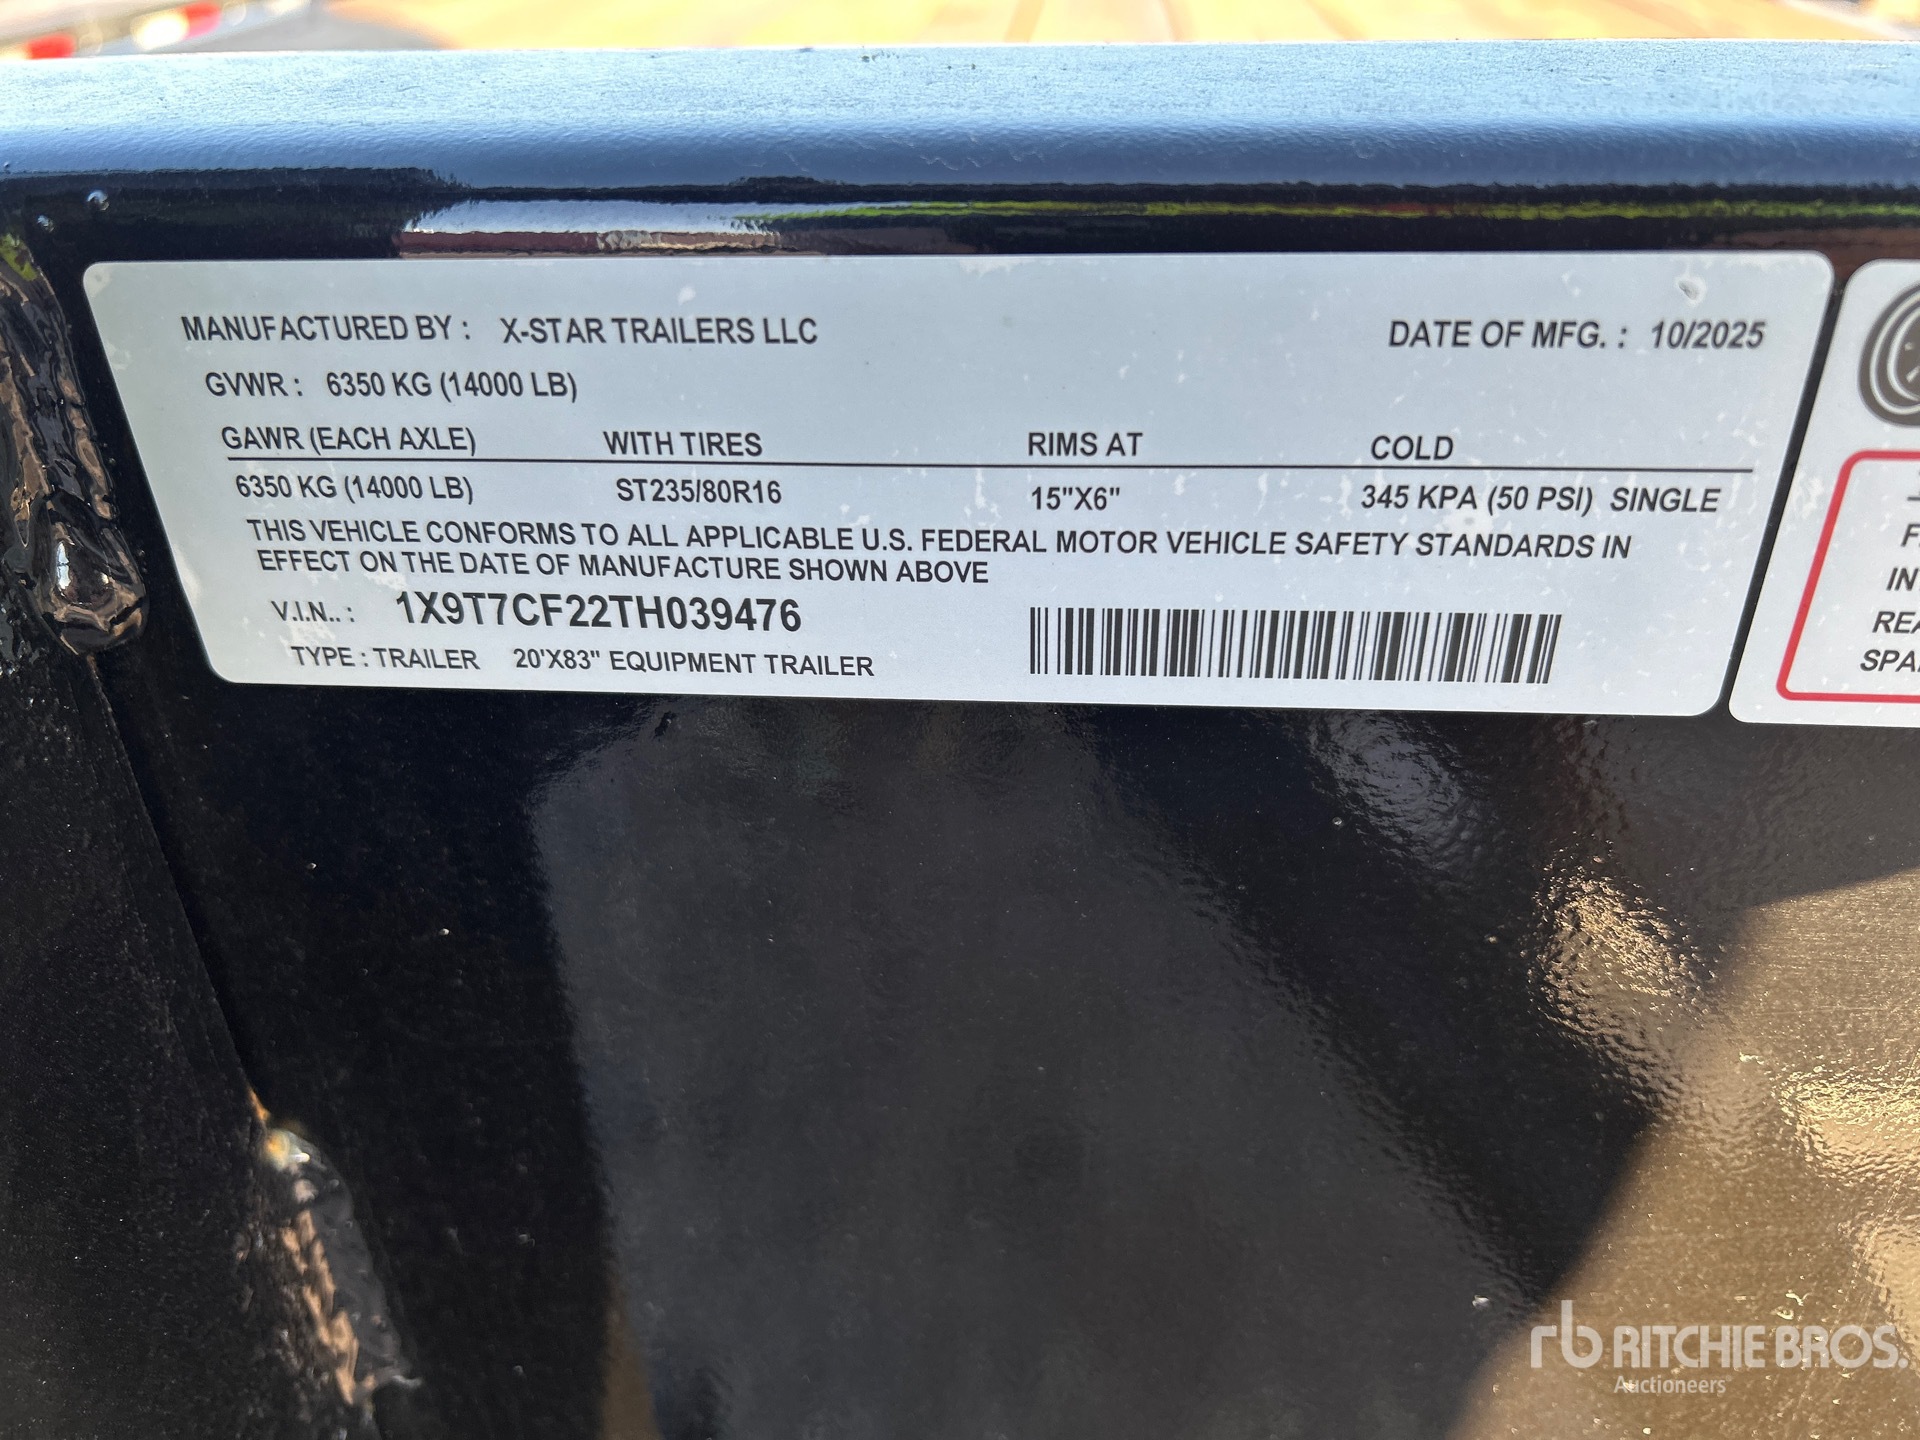 MANUFACTURED BY : X-STAR TRAILERS LLC DATE OF MFG. : 10/2025
GVWR : 6350 KG (14000 LB)
GAWR (EACH AXLE) WITH TIRES RIMS AT COLD
6350 KG (14000 LB) ST235/80R16 15"X6" 345 KPA (50 PSI) SINGLE
THIS VEHICLE CONFORMS TO ALL APPLICABLE U.S. FEDERAL MOTOR VEHICLE SAFETY STANDARDS IN
EFFECT ON THE DATE OF MANUFACTURE SHOWN ABOVE
V.I.N.. : 1X9T7CF22TH039476
TYPE : TRAILER 20'X83" EQUIPMENT TRAILER
rb RITCHIE BROS.
Auctioneers